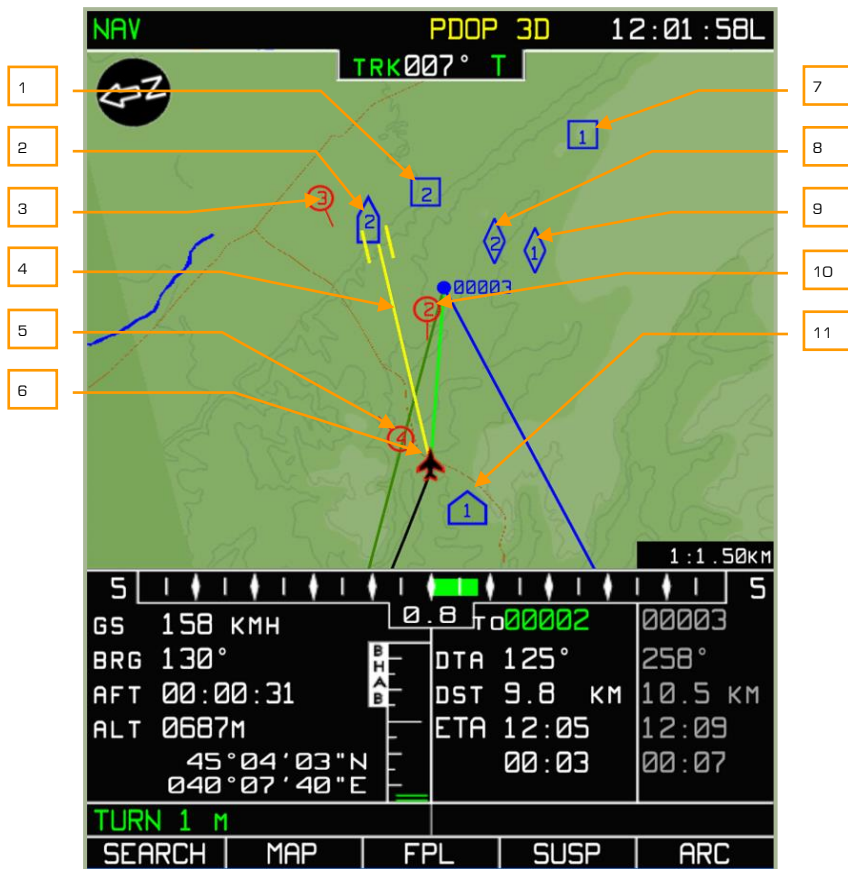 NAV PDOP 3D 12:01:58L
TRK007° T
N
1
2
3
4
5
6
7
8
9
10
11
1
2
3
2
2
1
00003
2
4
1
1:1.50KM
5 5
0.8
GS 158 KMH
BRG 130°
AFT 00:00:31
ALT 0687M
45°04'03"N
040°07'40"E
BHAB
TO00002 00003
DTA 125° 258°
DST 9.8 KM 10.5 KM
ETA 12:05 12:09
00:03 00:07
TURN 1 M
SEARCH MAP FPL SUSP ARC